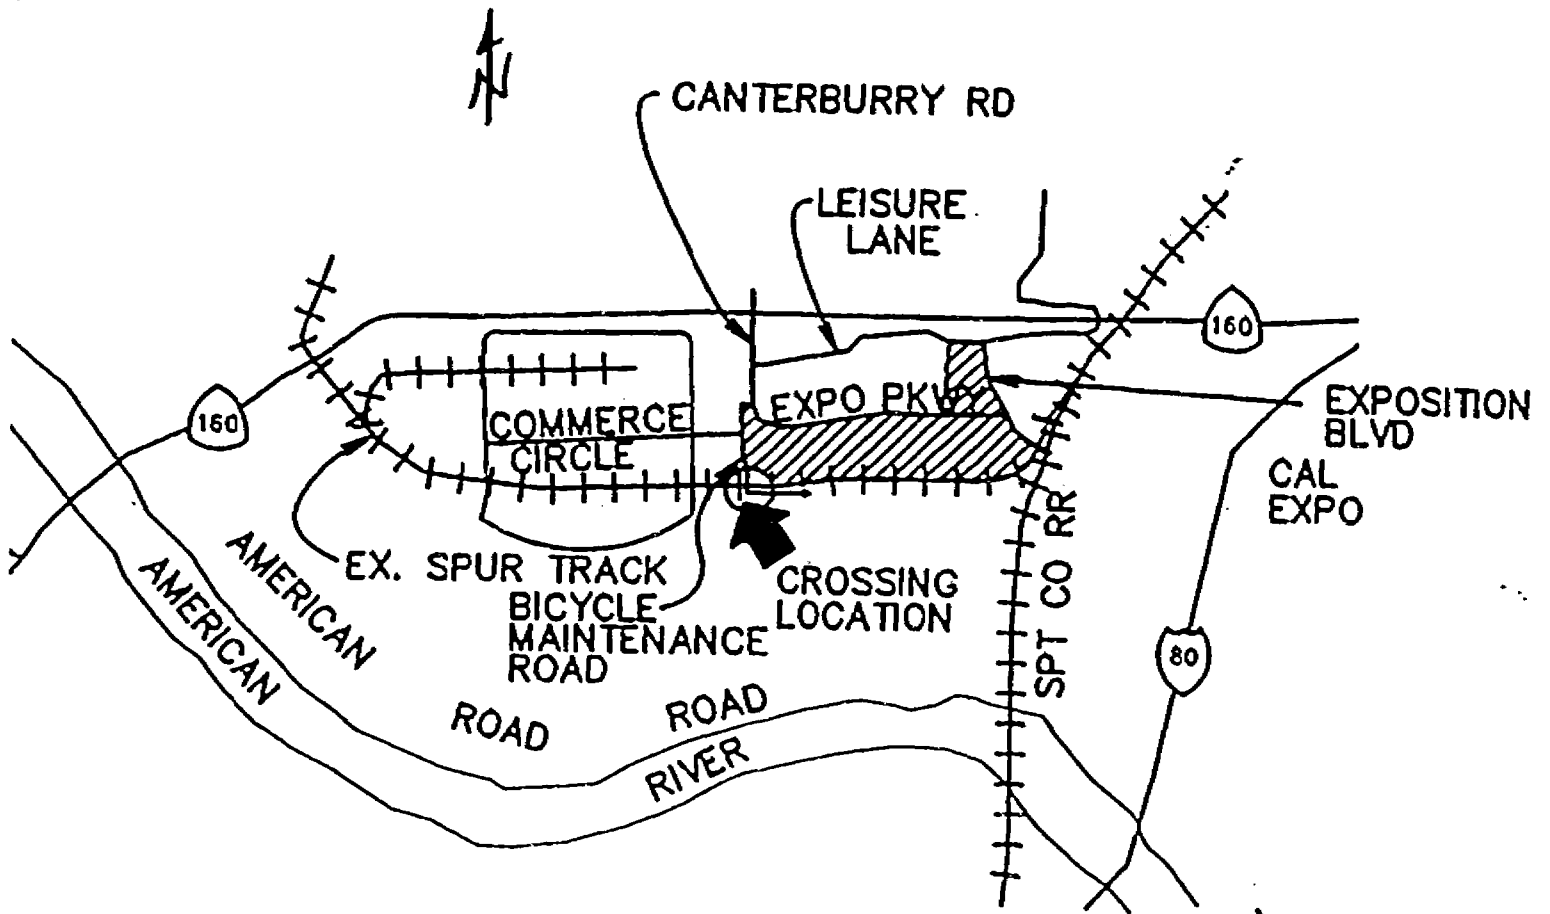 N
CANTERBURRY RD
LEISURE
LANE
160
160
EXPO PKWY
EXPOSITION
BLVD
COMMERCE
CIRCLE
CAL
EXPO
EX. SPUR TRACK
BICYCLE
MAINTENANCE
ROAD
CROSSING
LOCATION
SPT CO RR
80
AMERICAN
AMERICAN
ROAD
ROAD
RIVER